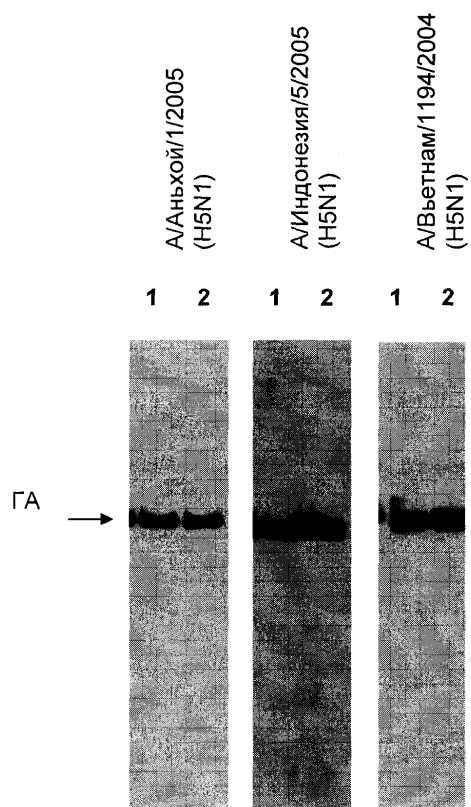 А/Аньхой/1/2005
(H5N1)
А/Индонезия/5/2005
(H5N1)
А/Вьетнам/1194/2004
(H5N1)
1 2 1 2 1 2
ГА